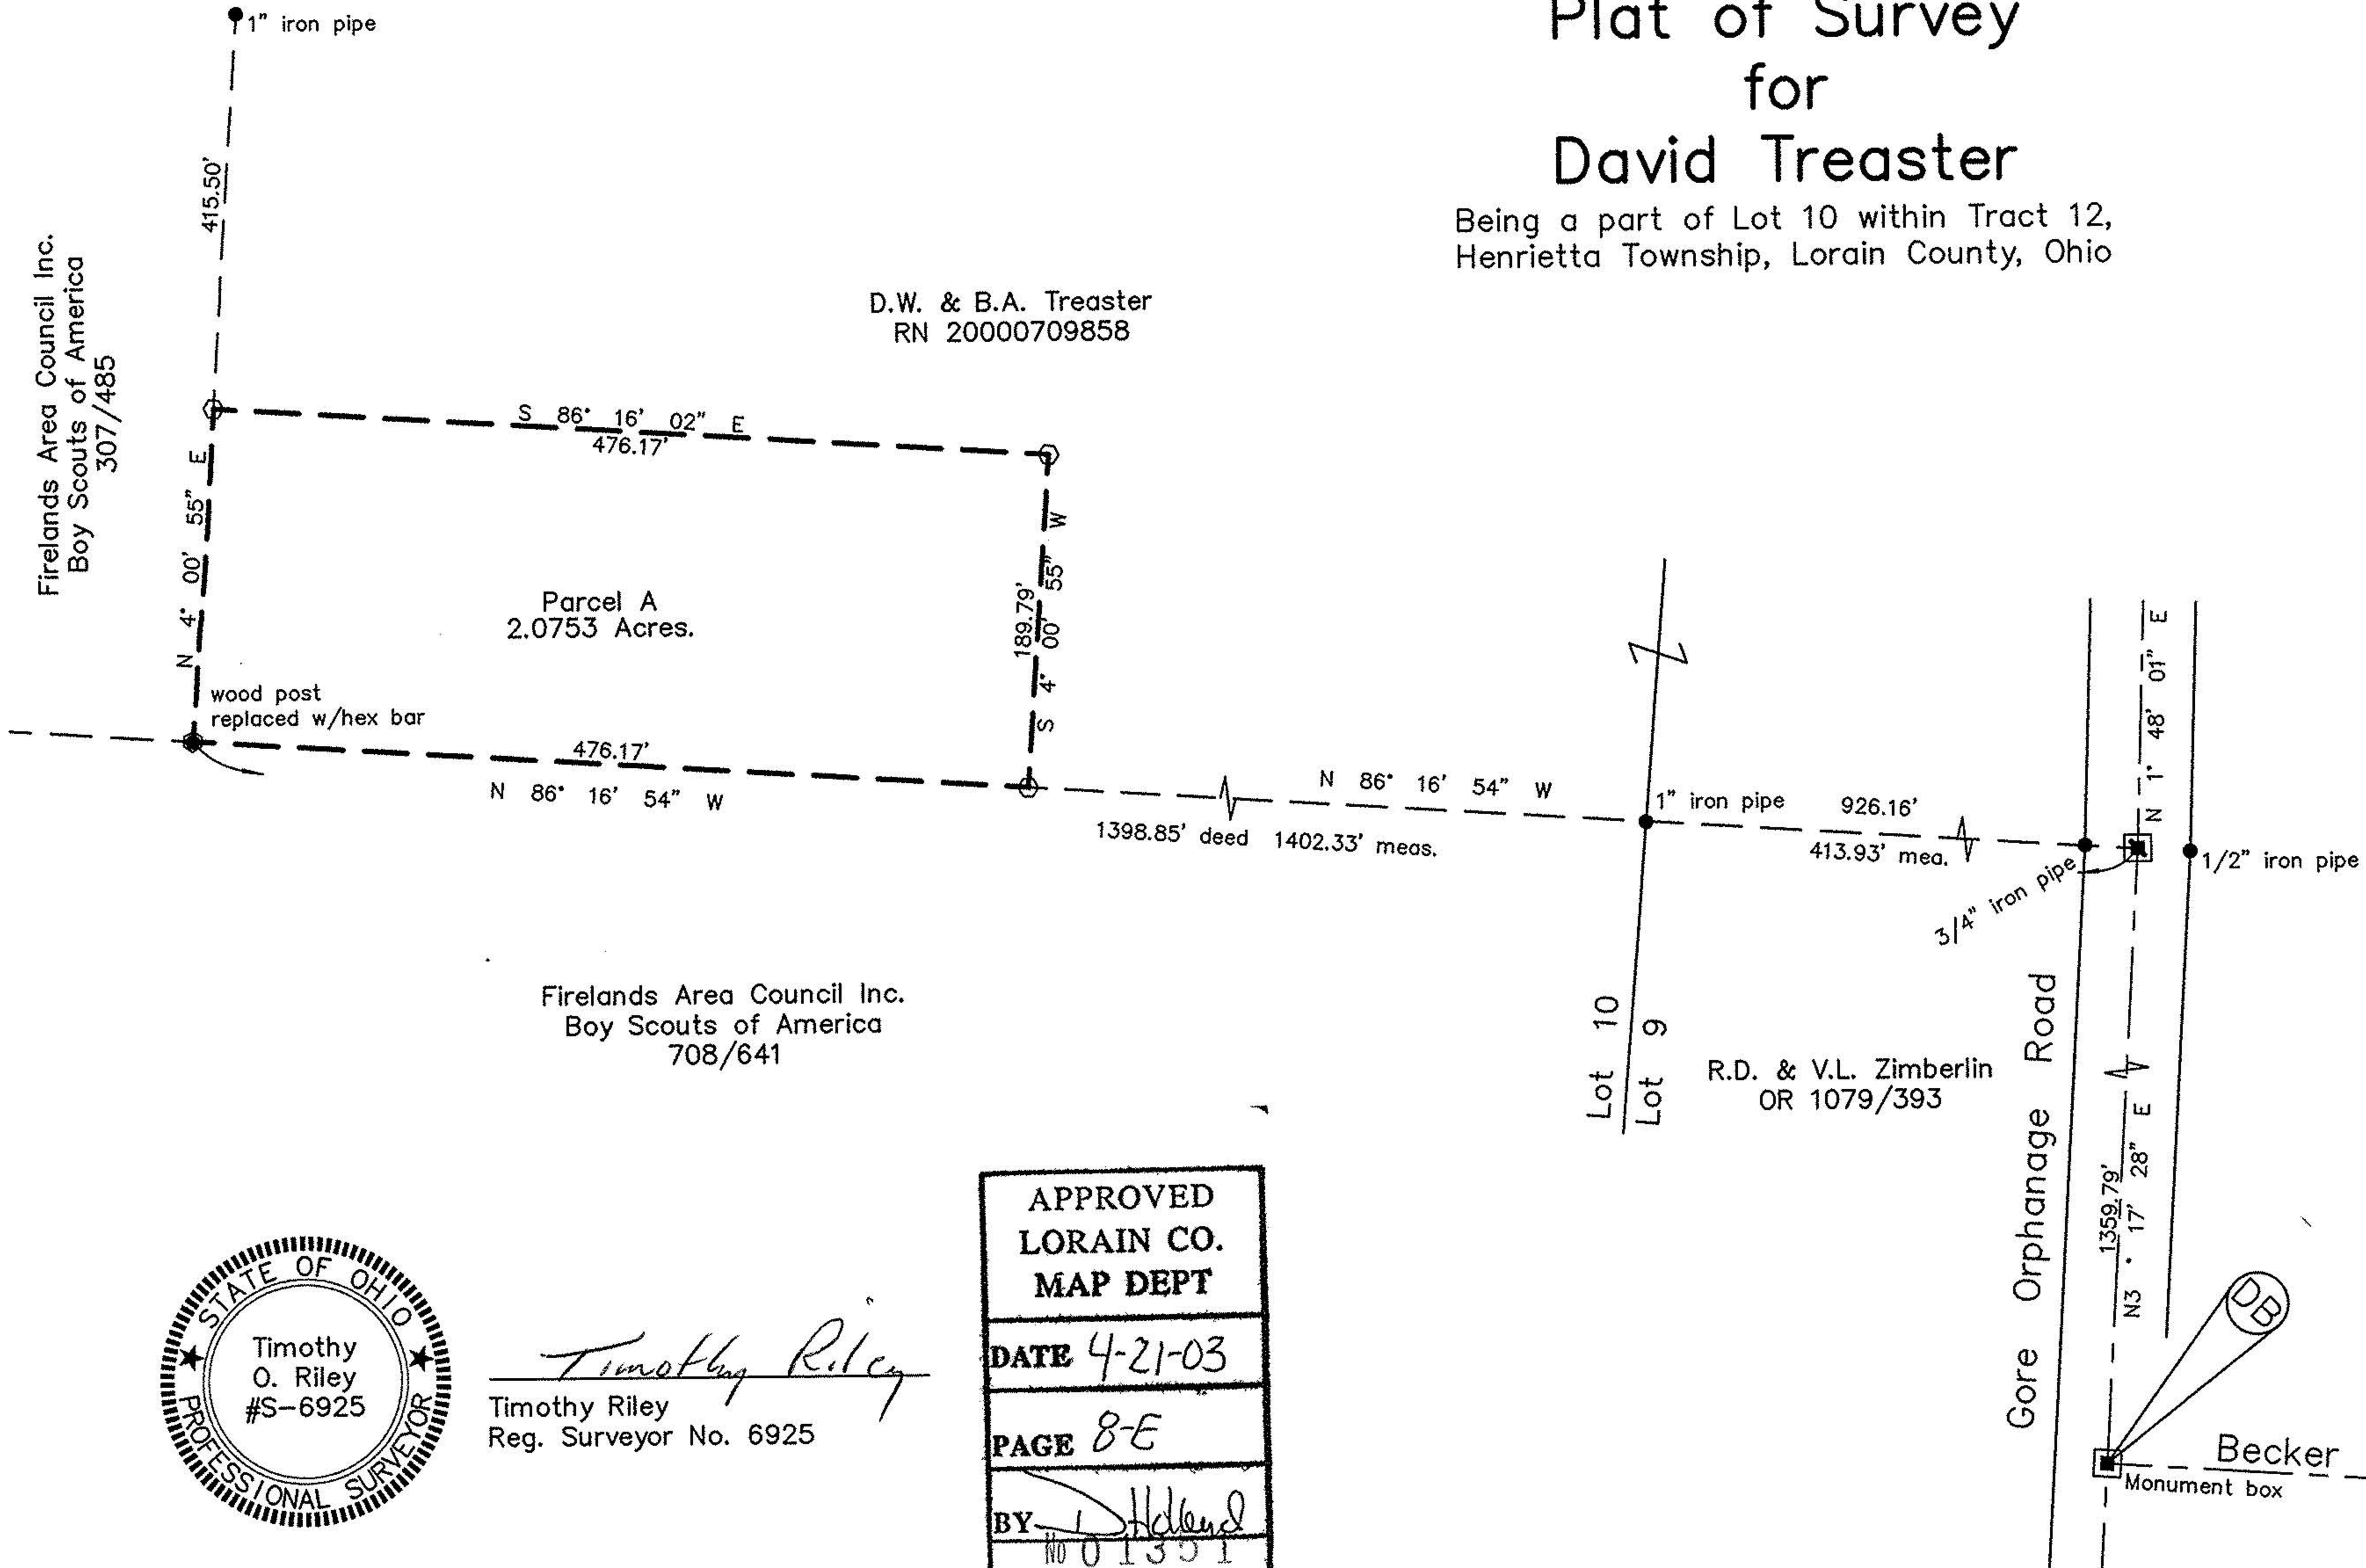 Plat of Survey
for
David Treaster
Being a part of Lot 10 within Tract 12,
Henrietta Township, Lorain County, Ohio
1" iron pipe
415.50'
Firelands Area Council Inc.
Boy Scouts of America
307/485
D.W. & B.A. Treaster
RN 20000709858
S 86° 16' 02" E
476.17'
N 4° 00' 55" E
Parcel A
2.0753 Acres.
189.79'
S 4° 00' 55" W
wood post
replaced w/hex bar
476.17'
N 86° 16' 54" W
N 86° 16' 54" W
1398.85' deed 1402.33' meas.
1" iron pipe
926.16'
413.93' mea.
3/4" iron pipe
1/2" iron pipe
N 1° 48' 01" E
Firelands Area Council Inc.
Boy Scouts of America
708/641
Lot 10
Lot 9
R.D. & V.L. Zimberlin
OR 1079/393
Gore Orphanage Road
1359.79'
N3° 17' 28" E
DB
Becker
Monument box
STATE OF OHIO
Timothy
O. Riley
#S-6925
PROFESSIONAL SURVEYOR
Timothy Riley
Timothy Riley
Reg. Surveyor No. 6925
APPROVED
LORAIN CO.
MAP DEPT
DATE 4-21-03
PAGE 8-E
BY D Holland
No 01351